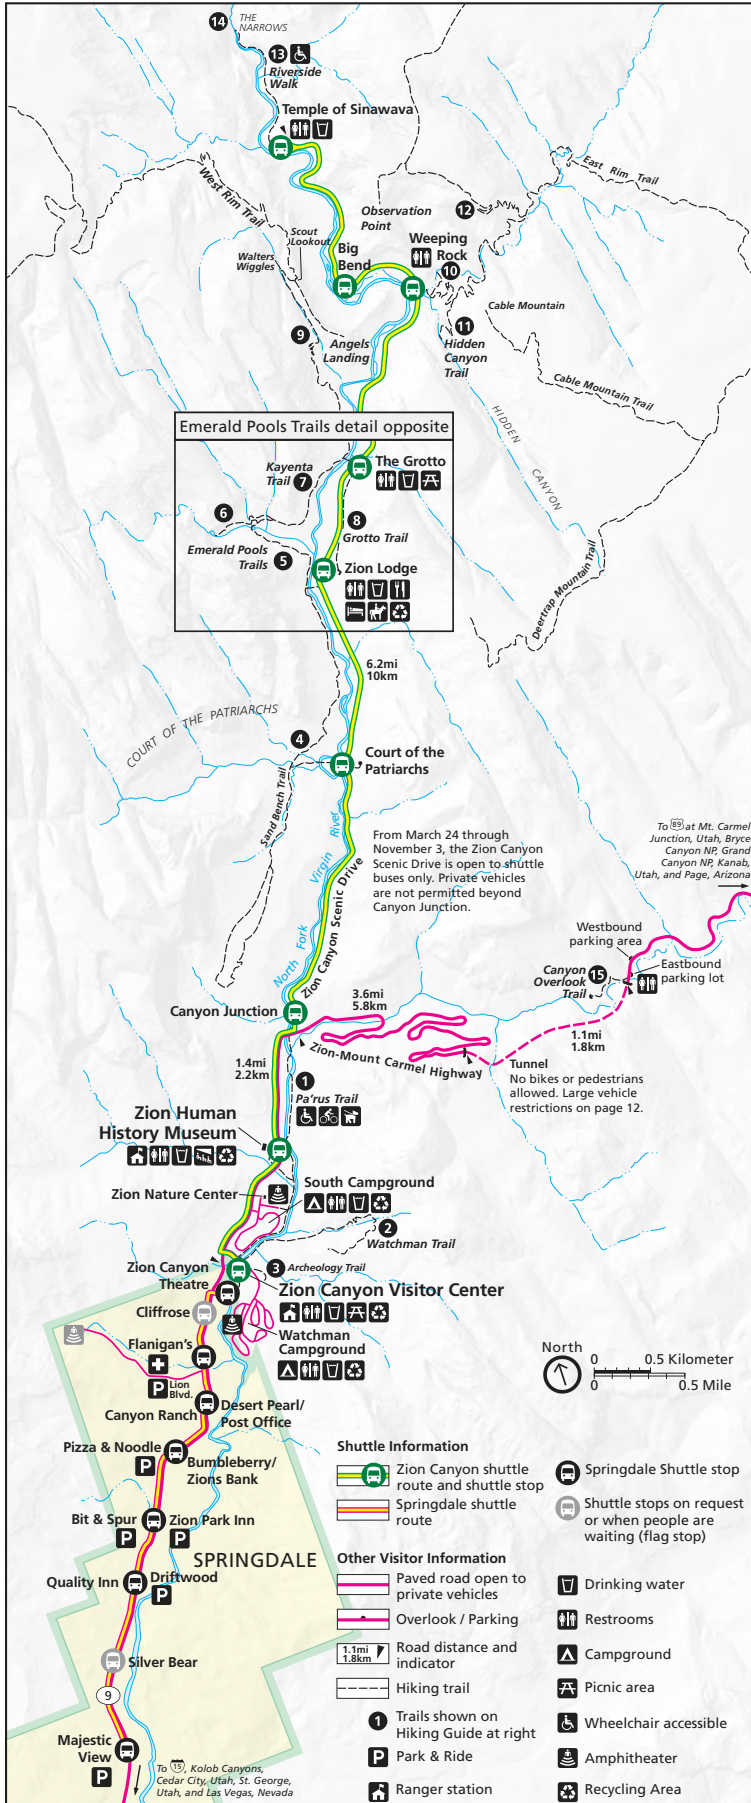 14
THE
NARROWS
13
Riverside
Walk
Temple of Sinawava
East Rim Trail
West Rim Trail
12
Observation
Point
Scout
Lookout
Walters
Wiggles
Big
Bend
Weeping
Rock
10
Cable Mountain
9
Angels
Landing
11
Hidden
Canyon
Trail
Cable Mountain Trail
HIDDEN CANYON
Emerald Pools Trails detail opposite
The Grotto
Kayenta
Trail
7
6
8
Grotto Trail
Emerald Pools
Trails
5
Zion Lodge
Deertrap Mountain Trail
6.2mi
10km
COURT OF THE PATRIARCHS
4
Court of the
Patriarchs
Sand Bench Trail
North Fork Virgin River
Zion Canyon Scenic Drive
From March 24 through
November 3, the Zion Canyon
Scenic Drive is open to shuttle
buses only. Private vehicles
are not permitted beyond
Canyon Junction.
To 89 at Mt. Carmel
Junction, Utah, Bryce
Canyon NP, Grand
Canyon NP, Kanab,
Utah, and Page, Arizona
Westbound
parking area
Canyon
Overlook
Trail
15
Eastbound
parking lot
Canyon Junction
3.6mi
5.8km
1.1mi
1.8km
Zion-Mount Carmel Highway
Tunnel
No bikes or pedestrians
allowed. Large vehicle
restrictions on page 12.
1.4mi
2.2km
1
Pa'rus Trail
Zion Human
History Museum
South Campground
Zion Nature Center
2
Watchman Trail
Zion Canyon
Theatre
3
Archeology Trail
Zion Canyon Visitor Center
Cliffrose
Watchman
Campground
Flanigan's
P
Lion
Blvd.
Canyon Ranch
Desert Pearl/
Post Office
Pizza & Noodle
P
Bumbleberry/
Zions Bank
Bit & Spur
P
Zion Park Inn
P
SPRINGDALE
Quality Inn
Driftwood
P
Silver Bear
9
Majestic
View
P
To 15, Kolob Canyons,
Cedar City, Utah, St. George,
Utah, and Las Vegas, Nevada
North
0 0.5 Kilometer
0 0.5 Mile
Shuttle Information
Zion Canyon shuttle
route and shuttle stop
Springdale shuttle
route
Springdale Shuttle stop
Shuttle stops on request
or when people are
waiting (flag stop)
Other Visitor Information
Paved road open to
private vehicles
Overlook / Parking
1.1mi
1.8km
Road distance and
indicator
Hiking trail
1
Trails shown on
Hiking Guide at right
P
Park & Ride
Ranger station
Drinking water
Restrooms
Campground
Picnic area
Wheelchair accessible
Amphitheater
Recycling Area